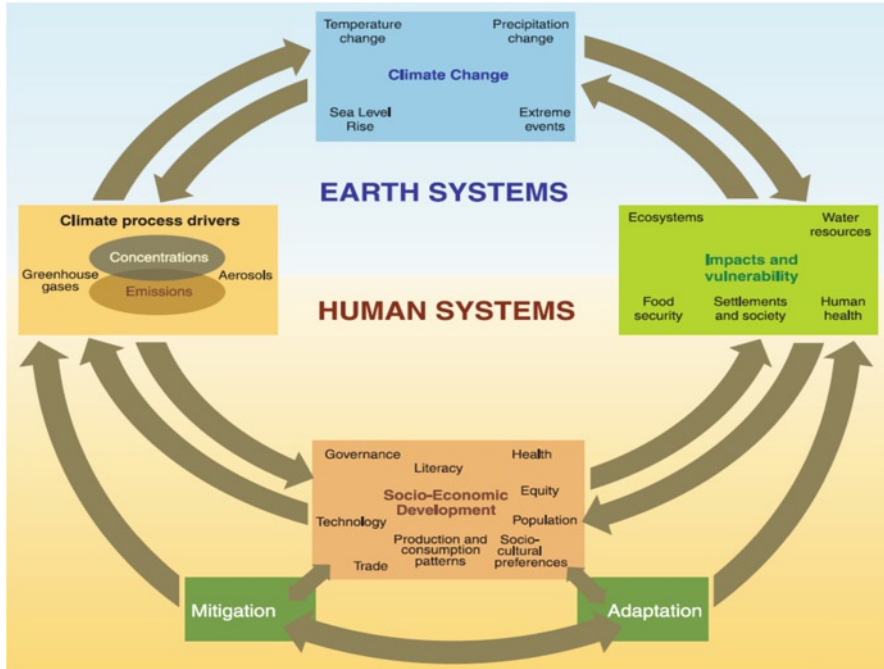 Temperature
change
Precipitation
change
Climate Change
Sea Level
Rise
Extreme
events
EARTH SYSTEMS
Climate process drivers
Concentrations
Greenhouse
gases
Aerosols
Emissions
Ecosystems
Water
resources
Impacts and
vulnerability
Food
security
Settlements
and society
Human
health
HUMAN SYSTEMS
Governance
Literacy
Health
Equity
Socio-Economic
Development
Technology
Population
Production and
consumption
patterns
Socio-
cultural
preferences
Trade
Mitigation
Adaptation